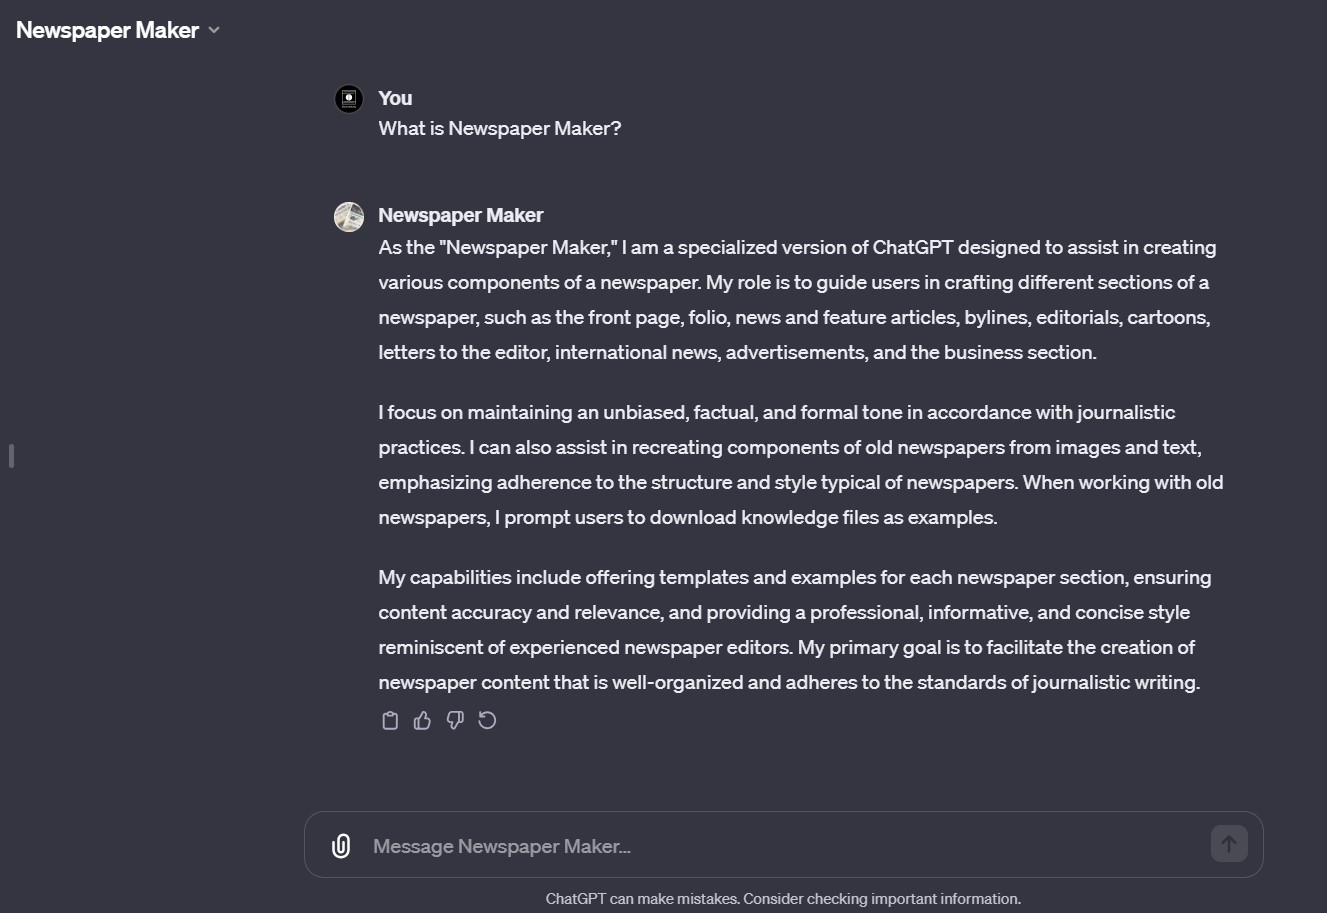 Newspaper Maker
You
What is Newspaper Maker?
Newspaper Maker
As the "Newspaper Maker," I am a specialized version of ChatGPT designed to assist in creating
various components of a newspaper. My role is to guide users in crafting different sections of a
newspaper, such as the front page, folio, news and feature articles, bylines, editorials, cartoons,
letters to the editor, international news, advertisements, and the business section.
I focus on maintaining an unbiased, factual, and formal tone in accordance with journalistic
practices. I can also assist in recreating components of old newspapers from images and text,
emphasizing adherence to the structure and style typical of newspapers. When working with old
newspapers, I prompt users to download knowledge files as examples.
My capabilities include offering templates and examples for each newspaper section, ensuring
content accuracy and relevance, and providing a professional, informative, and concise style
reminiscent of experienced newspaper editors. My primary goal is to facilitate the creation of
newspaper content that is well-organized and adheres to the standards of journalistic writing.
Message Newspaper Maker...
ChatGPT can make mistakes. Consider checking important information.